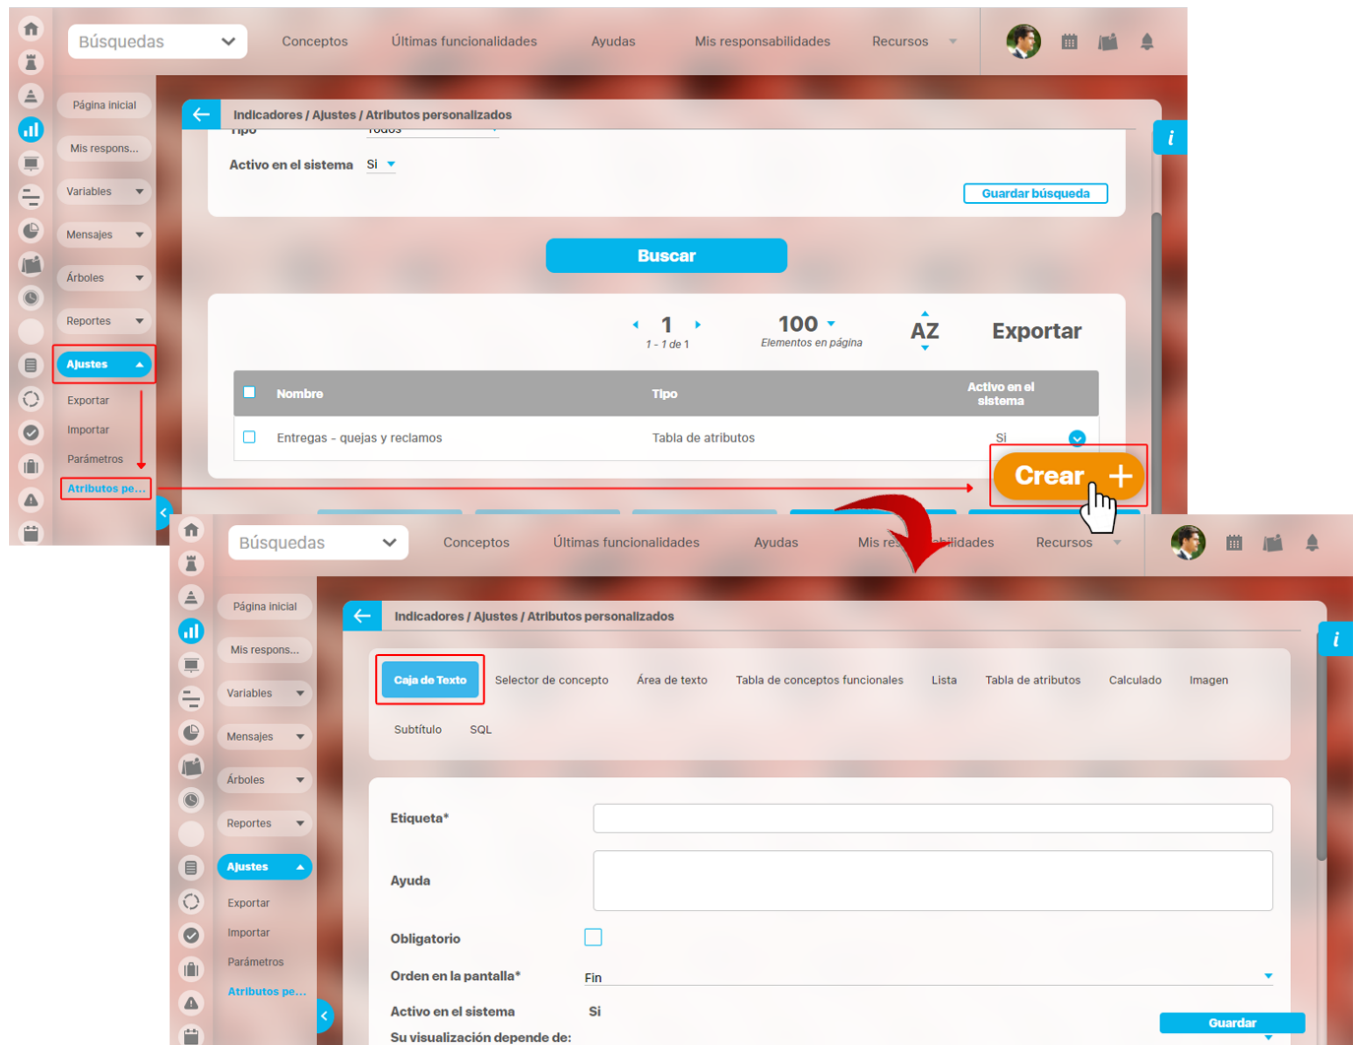 Búsquedas
Conceptos
Últimas funcionalidades
Ayudas
Mis responsabilidades
Recursos
Página inicial
Mis respons...
Variables
Mensajes
Árboles
Reportes
Ajustes
Exportar
Importar
Parámetros
Atributos pe...
Indicadores / Ajustes / Atributos personalizados
i
Tipo Todos
Activo en el sistema Si
Guardar búsqueda
Buscar
1
1 - 1 de 1
100
Elementos en página
AZ
Exportar
Nombre Tipo Activo en el
sistema
Entregas - quejas y reclamos Tabla de atributos Si
Crear +
Búsquedas
Conceptos
Últimas funcionalidades
Ayudas
Mis res abilidades
Recursos
Página inicial
Mis respons...
Variables
Mensajes
Árboles
Reportes
Ajustes
Exportar
Importar
Parámetros
Atributos pe...
Indicadores / Ajustes / Atributos personalizados
i
Caja de Texto Selector de concepto Área de texto Tabla de conceptos funcionales Lista Tabla de atributos Calculado Imagen
Subtítulo SQL
Etiqueta*
Ayuda
Obligatorio
Orden en la pantalla* Fin
Activo en el sistema Si
Guardar
Su visualización depende de: